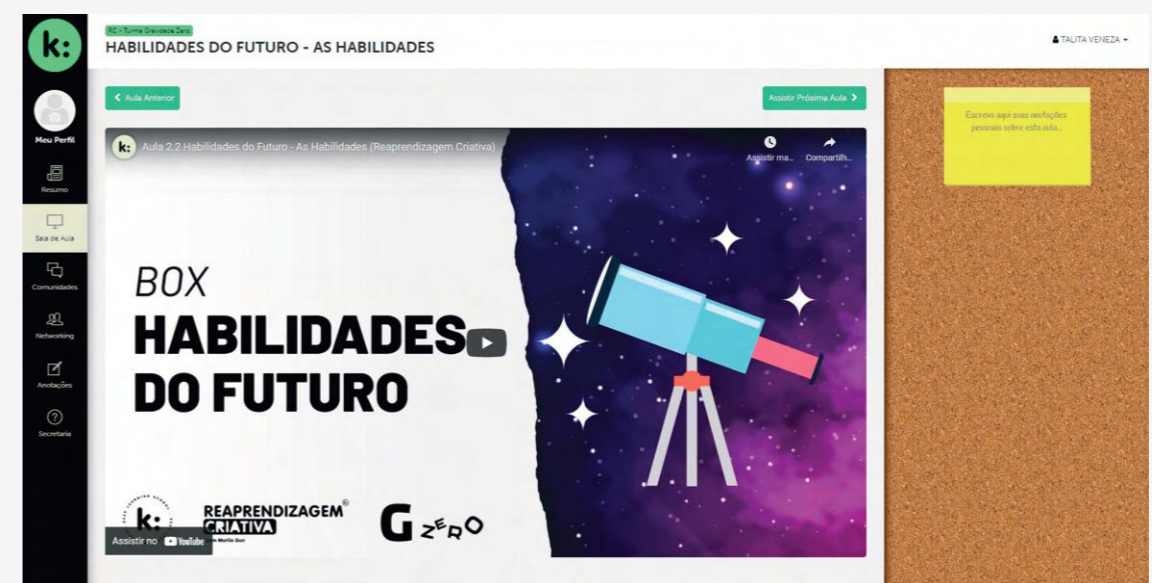 k:
RC - Turma Gravidade Zero
HABILIDADES DO FUTURO - AS HABILIDADES
TALITA VENEZA
Meu Perfil
Resumo
Sala de Aula
Comunidades
Networking
Anotações
Secretaria
Aula Anterior
Assistir Próxima Aula
k: Aula 2.2 Habilidades do Futuro - As Habilidades (Reaprendizagem Criativa)
Assistir ma...
Compartilh...
BOX
HABILIDADES
DO FUTURO
k:
REAPRENDIZAGEM®
CRIATIVA
Murilo Gun
G ZERO
Assistir no YouTube
Escreva aqui suas anotações
pessoais sobre esta aula...